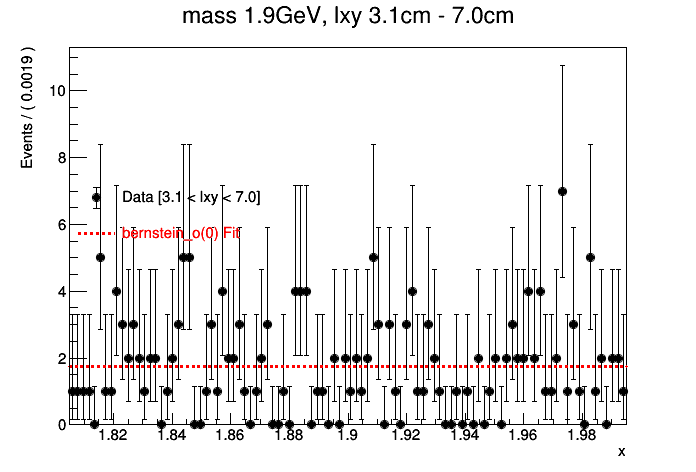 mass 1.9GeV, lxy 3.1cm - 7.0cm
Events / ( 0.0019 )
10
8
Data [3.1 < lxy < 7.0]
6
bernstein_o(0) Fit
4
2
0
1.82 1.84 1.86 1.88 1.9 1.92 1.94 1.96 1.98
x